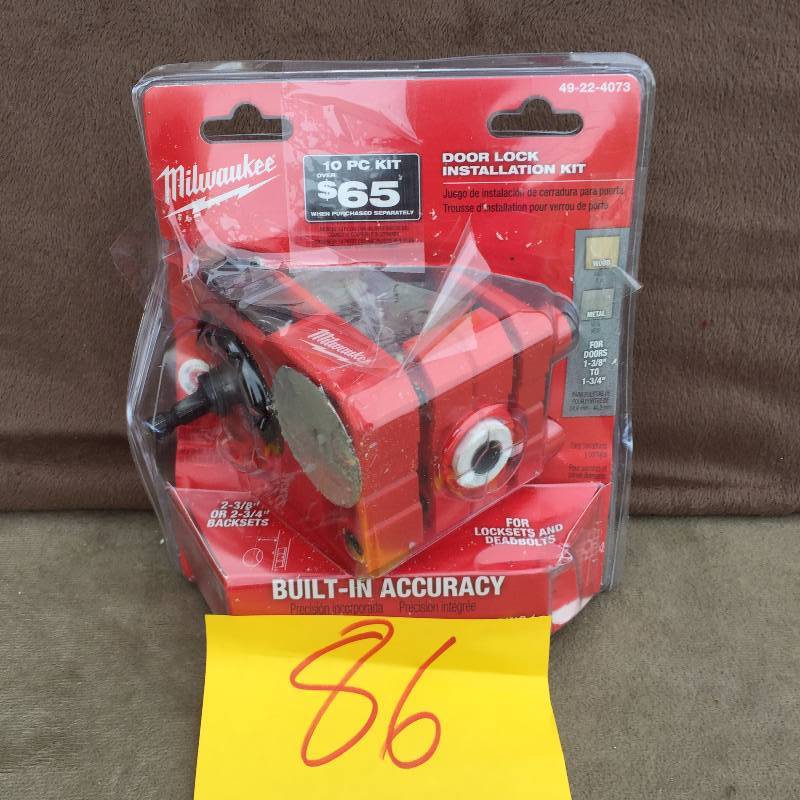 49-22-4073
Milwaukee
10 PC KIT
OVER
$65
WHEN PURCHASED SEPARATELY
DOOR LOCK
INSTALLATION KIT
Juego de instalación de cerradura para puerta
Trousse d'installation pour verrou de porte
WOOD
METAL
FOR
DOORS
1-3/8"
TO
1-3/4"
Milwaukee
2-3/8"
OR 2-3/4"
BACKSETS
FOR
LOCKSETS AND
DEADBOLTS
BUILT-IN ACCURACY
Precisión incorporada Précision intégrée
86